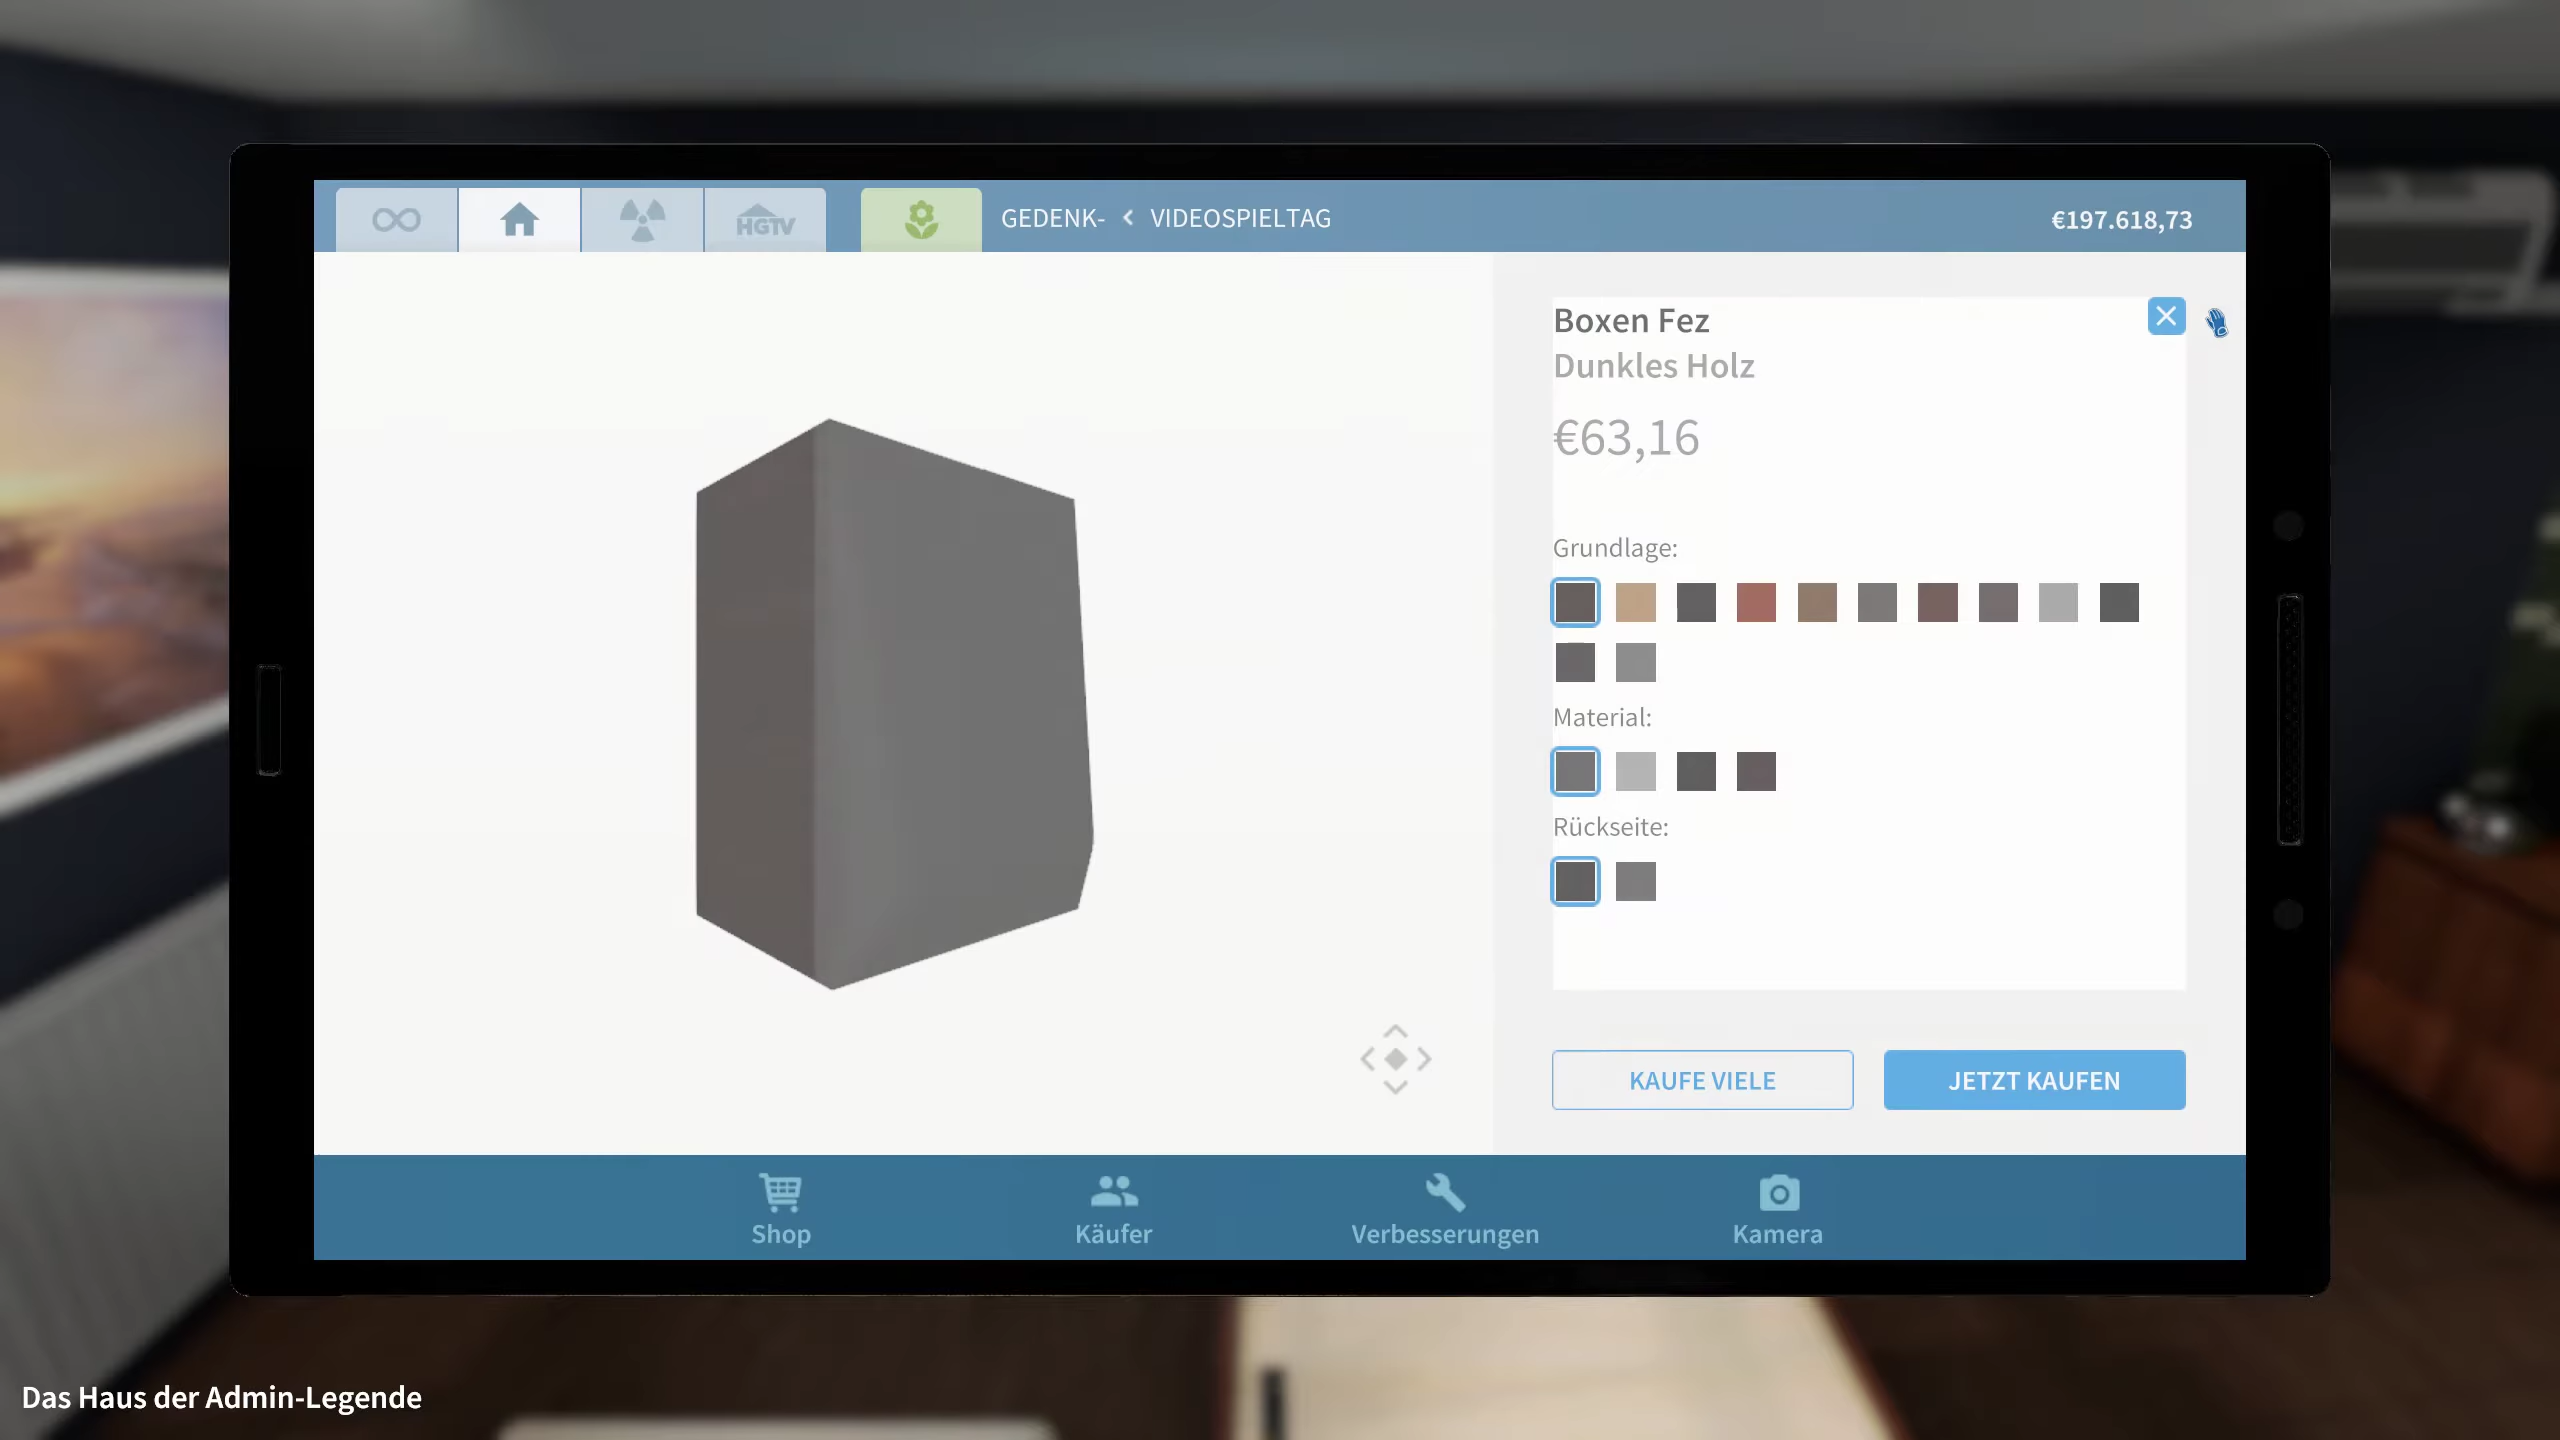 HGTV
GEDENK- < VIDEOSPIELTAG
€197.618,73
Boxen Fez
Dunkles Holz
€63,16
Grundlage:
Material:
Rückseite:
KAUFE VIELE
JETZT KAUFEN
Shop
Käufer
Verbesserungen
Kamera
Das Haus der Admin-Legende